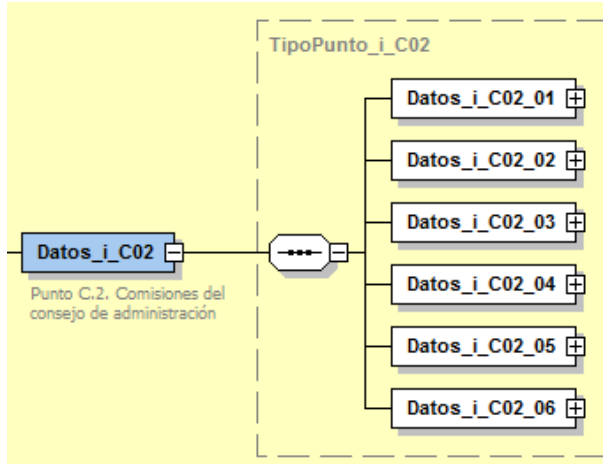 TipoPunto_i_C02
Datos_i_C02_01
Datos_i_C02_02
Datos_i_C02_03
Datos_i_C02
Punto C.2. Comisiones del
consejo de administración
Datos_i_C02_04
Datos_i_C02_05
Datos_i_C02_06